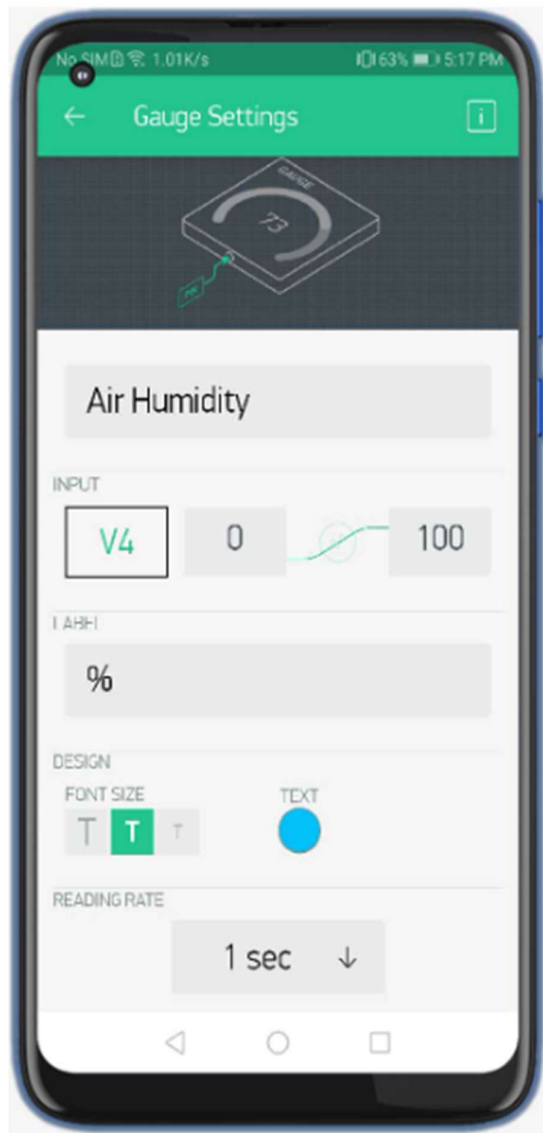 No SIM 1.01K/s 63% 5:17 PM
Gauge Settings
i
GAUGE
73
PIN
Air Humidity
INPUT
V4 0 100
LABEL
%
DESIGN
FONT SIZE TEXT
T T T
READING RATE
1 sec ↓